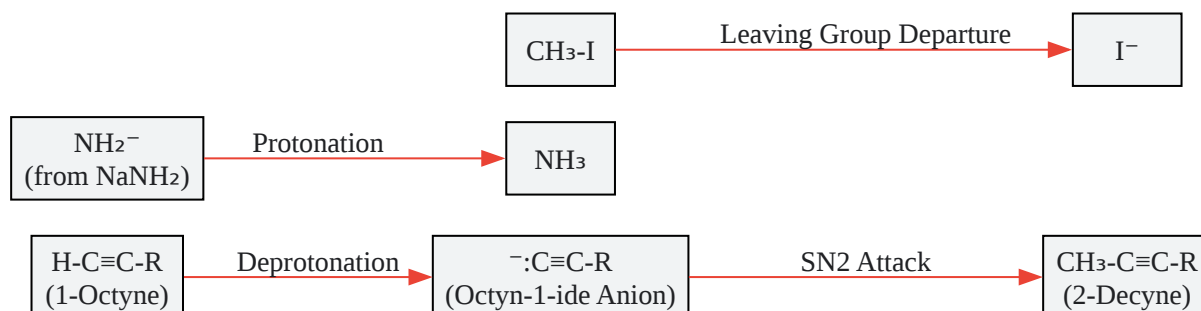 CH₃-I
Leaving Group Departure
I⁻
NH₂⁻
(from NaNH₂)
Protonation
NH₃
H-C≡C-R
(1-Octyne)
Deprotonation
⁻:C≡C-R
(Octyn-1-ide Anion)
SN2 Attack
CH₃-C≡C-R
(2-Decyne)